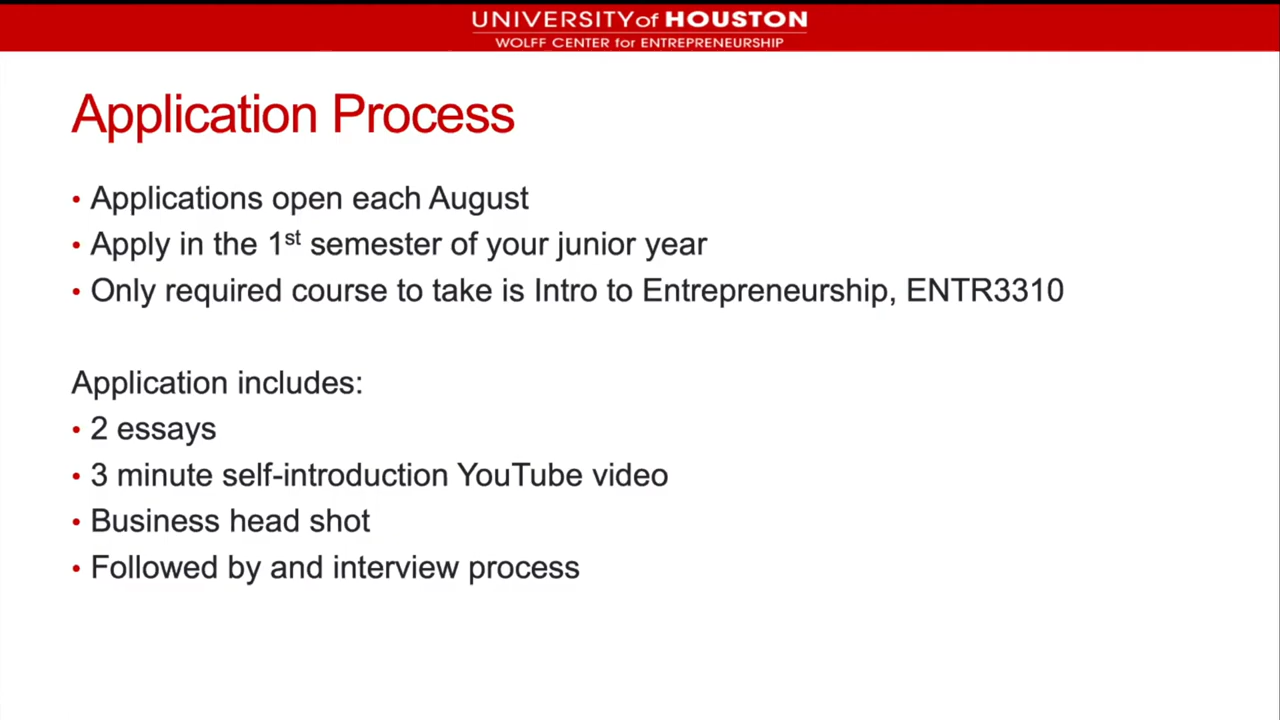 UNIVERSITY of HOUSTON
WOLFF CENTER for ENTREPRENEURSHIP
Application Process
• Applications open each August
• Apply in the 1st semester of your junior year
• Only required course to take is Intro to Entrepreneurship, ENTR3310
Application includes:
• 2 essays
• 3 minute self-introduction YouTube video
• Business head shot
• Followed by and interview process